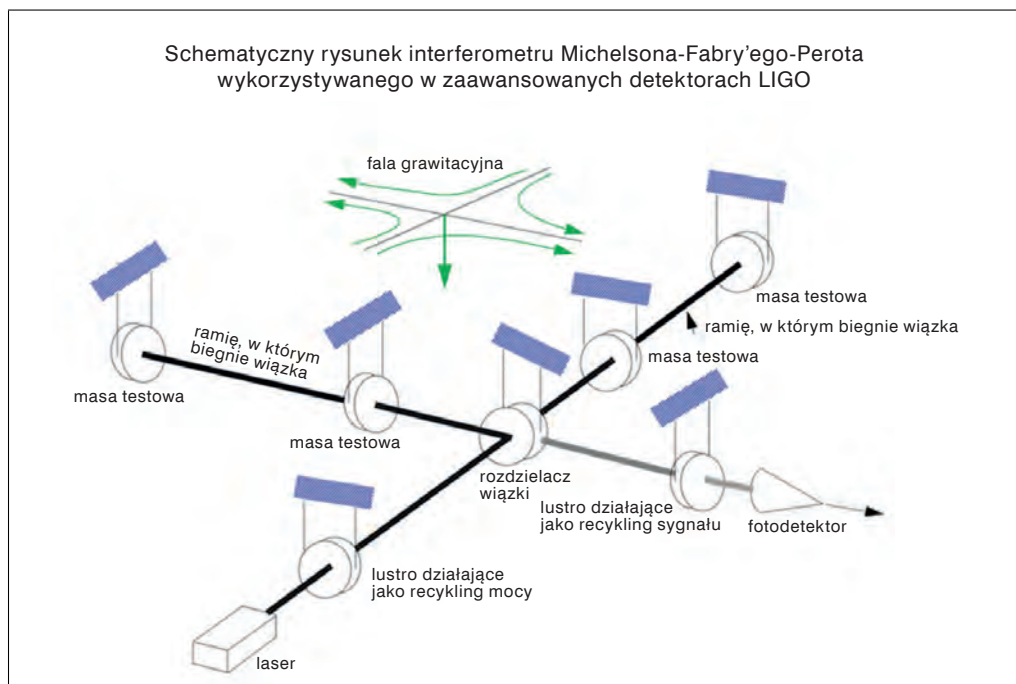 Schematyczny rysunek interferometru Michelsona-Fabry’ego-Perota
wykorzystywanego w zaawansowanych detektorach LIGO
fala grawitacyjna
masa testowa
ramię, w którym biegnie wiązka
masa testowa
ramię, w którym
biegnie wiązka
masa testowa
masa testowa
rozdzielacz
wiązki
lustro działające
jako recykling sygnału
fotodetektor
lustro działające
jako recykling mocy
laser